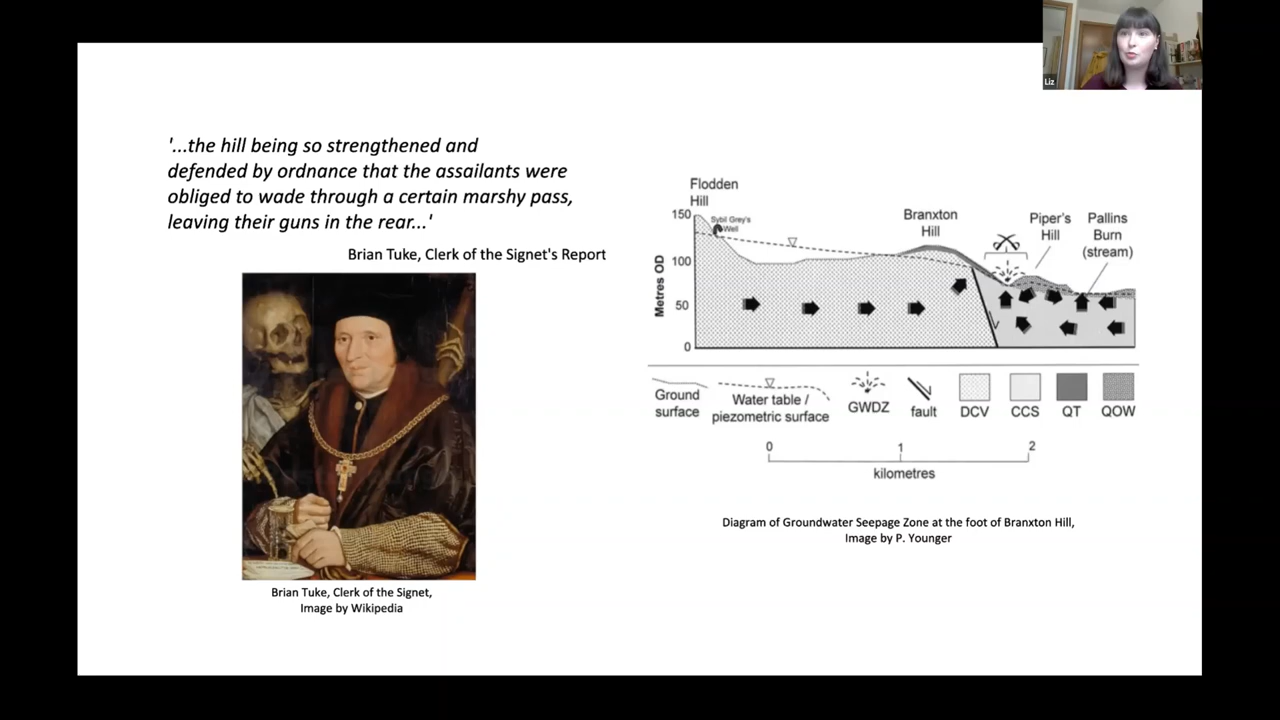 Liz
'...the hill being so strengthened and
defended by ordnance that the assailants were
obliged to wade through a certain marshy pass,
leaving their guns in the rear...'
Brian Tuke, Clerk of the Signet's Report
Brian Tuke, Clerk of the Signet,
Image by Wikipedia
Flodden
Hill
Sybil Grey's
Well
Branxton
Hill
Piper's
Hill
Pallins
Burn
(stream)
Metres OD
150
100
50
0
Ground
surface
Water table /
piezometric surface
GWDZ
fault
DCV
CCS
QT
QOW
0
1
2
kilometres
Diagram of Groundwater Seepage Zone at the foot of Branxton Hill,
Image by P. Younger